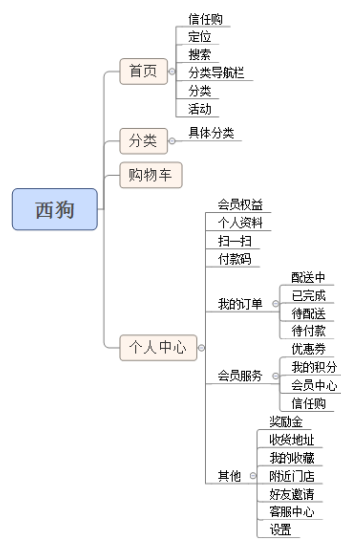 西狗
首页
信任购
定位
搜索
分类导航栏
分类
活动
分类
具体分类
购物车
个人中心
会员权益
个人资料
扫一扫
付款码
我的订单
配送中
已完成
待配送
待付款
会员服务
优惠券
我的积分
会员中心
信任购
其他
奖励金
收货地址
我的收藏
附近门店
好友邀请
客服中心
设置